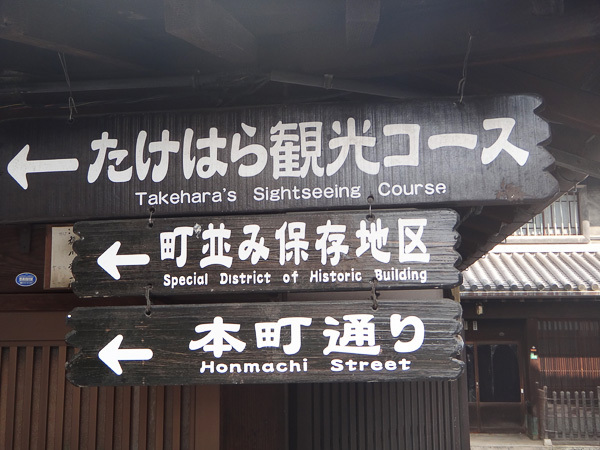 たけはら観光コース
Takehara's Sightseeing Course
町並み保存地区
Special District of Historic Building
本町通り
Honmachi Street